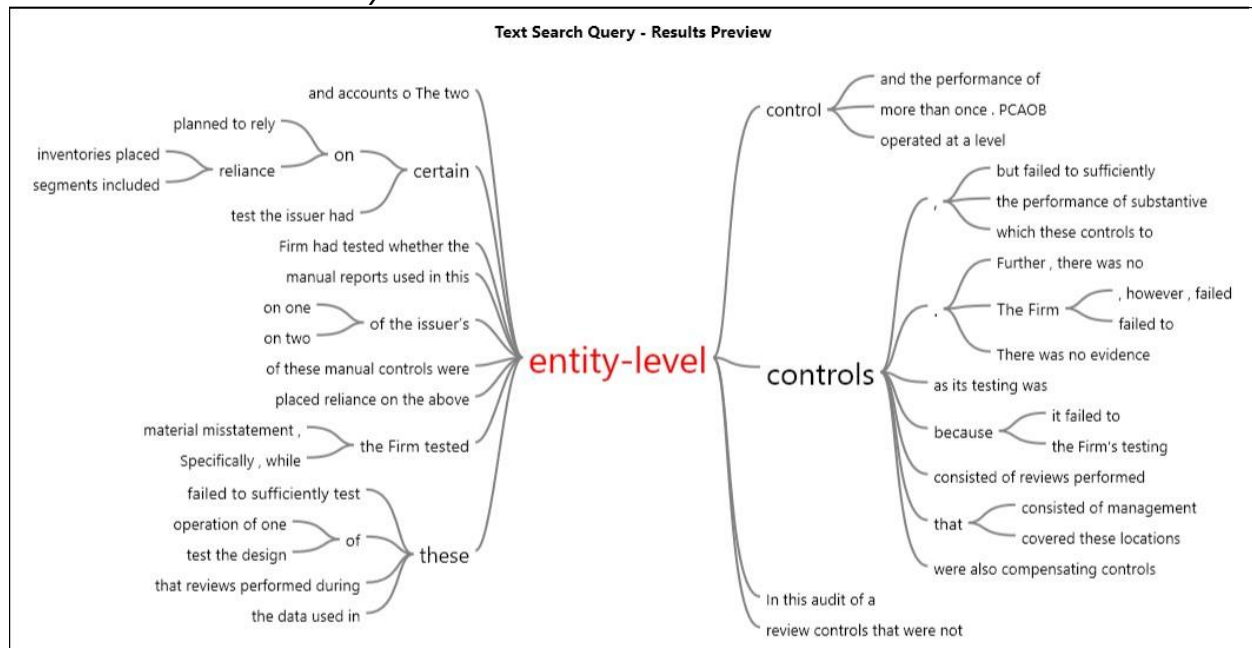 Text Search Query - Results Preview
and accounts o The two
planned to rely
on
inventories placed
reliance
segments included
certain
test the issuer had
Firm had tested whether the
manual reports used in this
on one
of the issuer's
on two
of these manual controls were
placed reliance on the above
material misstatement ,
the Firm tested
Specifically , while
failed to sufficiently test
operation of one
of
test the design
these
that reviews performed during
the data used in
entity-level
control
and the performance of
more than once . PCAOB
operated at a level
controls
,
but failed to sufficiently
the performance of substantive
which these controls to
.
Further , there was no
The Firm
, however , failed
failed to
There was no evidence
as its testing was
because
it failed to
the Firm's testing
consisted of reviews performed
that
consisted of management
covered these locations
were also compensating controls
In this audit of a
review controls that were not